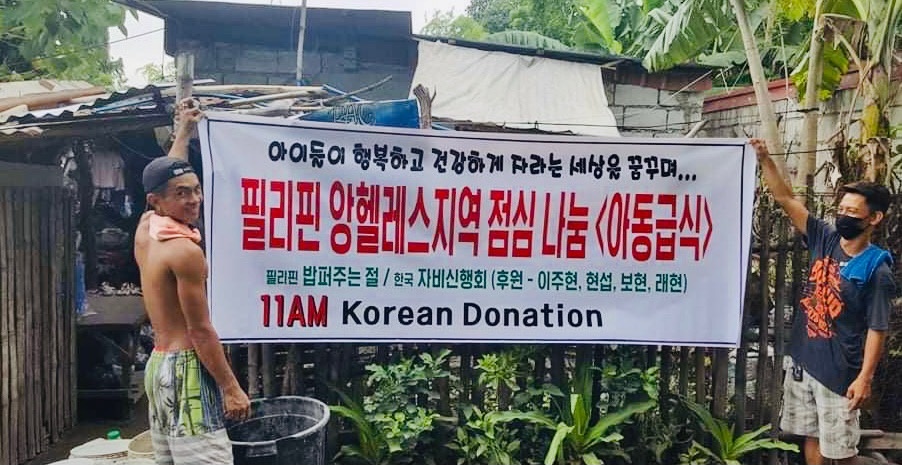 아이들이 행복하고 건강하게 자라는 세상을 꿈꾸며...
필리핀 앙헬레스지역 점심 나눔 <아동급식>
필리핀 밥퍼주는 절 / 한국 자비신행회 (후원 - 이주현, 현섭, 보현, 래현)
11AM Korean Donation